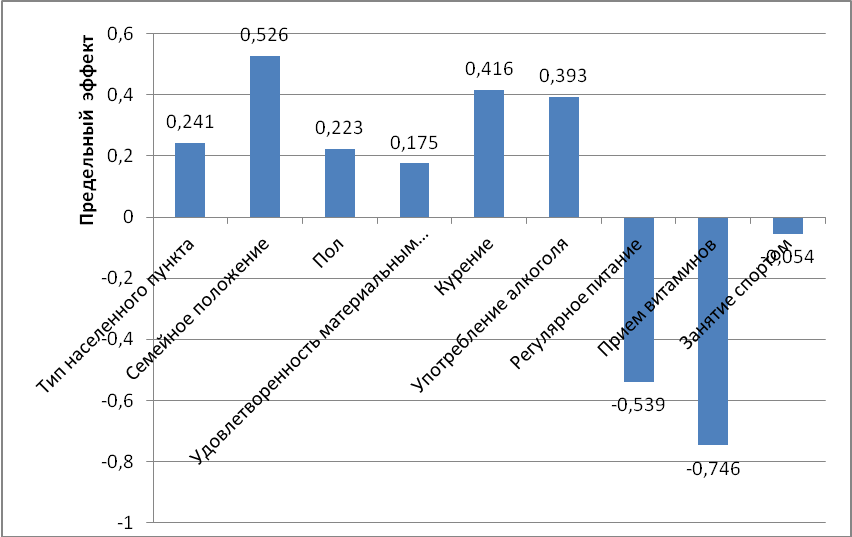 Предельный эффект
0,6
0,4
0,2
0
-0,2
-0,4
-0,6
-0,8
-1
0,241
0,526
0,223
0,175
0,416
0,393
-0,539
-0,746
-0,054
Тип населенного пункта
Семейное положение
Пол
Удовлетворенность материальным…
Курение
Употребление алкоголя
Регулярное питание
Прием витаминов
Занятие спортом